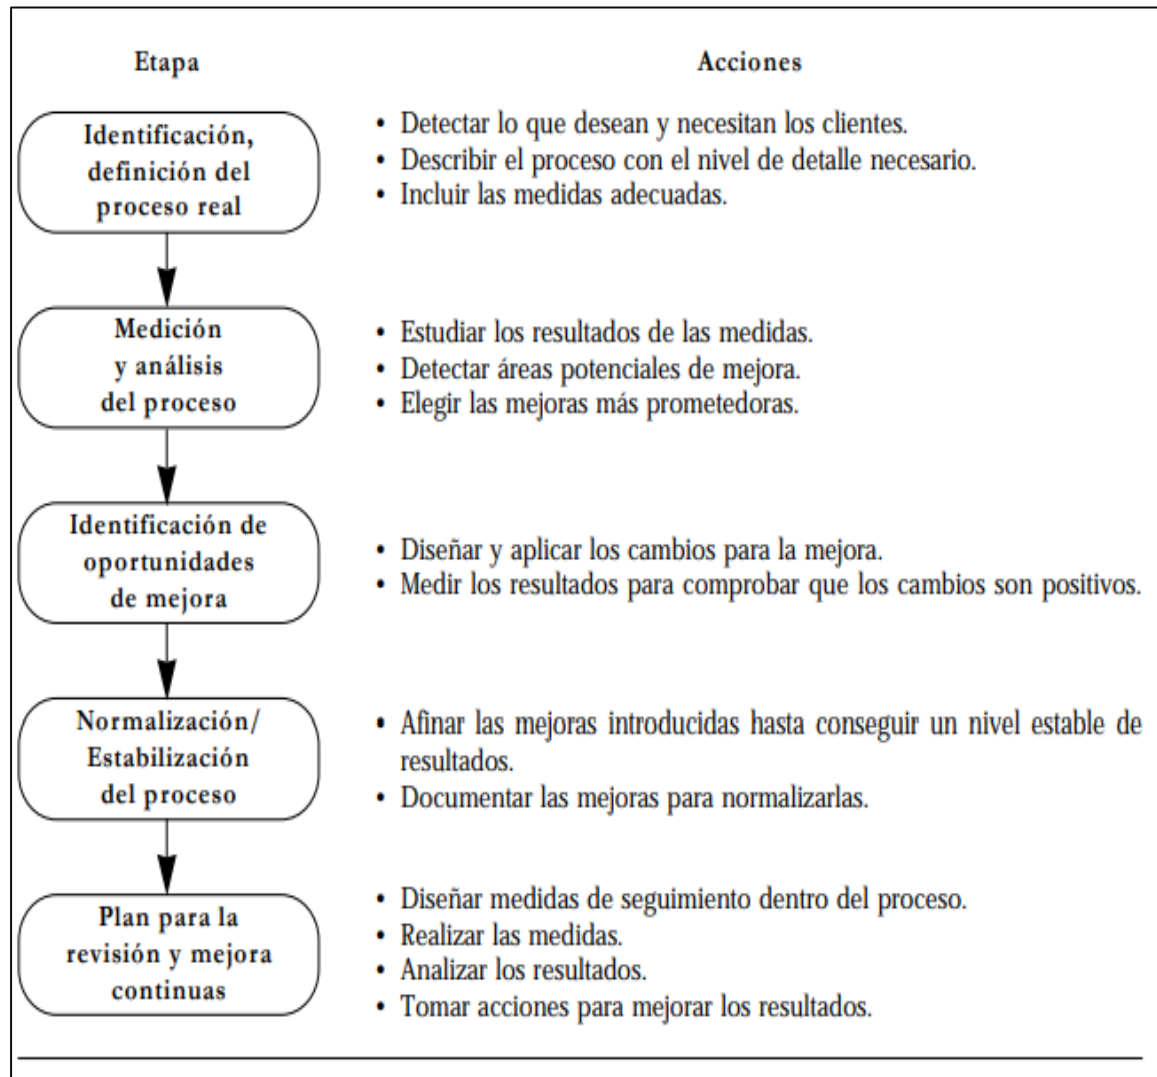 Etapa
Acciones
Identificación,
definición del
proceso real
• Detectar lo que desean y necesitan los clientes.
• Describir el proceso con el nivel de detalle necesario.
• Incluir las medidas adecuadas.
Medición
y análisis
del proceso
• Estudiar los resultados de las medidas.
• Detectar áreas potenciales de mejora.
• Elegir las mejoras más prometedoras.
Identificación de
oportunidades
de mejora
• Diseñar y aplicar los cambios para la mejora.
• Medir los resultados para comprobar que los cambios son positivos.
Normalización/
Estabilización
del proceso
• Afinar las mejoras introducidas hasta conseguir un nivel estable de
resultados.
• Documentar las mejoras para normalizarlas.
Plan para la
revisión y mejora
continuas
• Diseñar medidas de seguimiento dentro del proceso.
• Realizar las medidas.
• Analizar los resultados.
• Tomar acciones para mejorar los resultados.